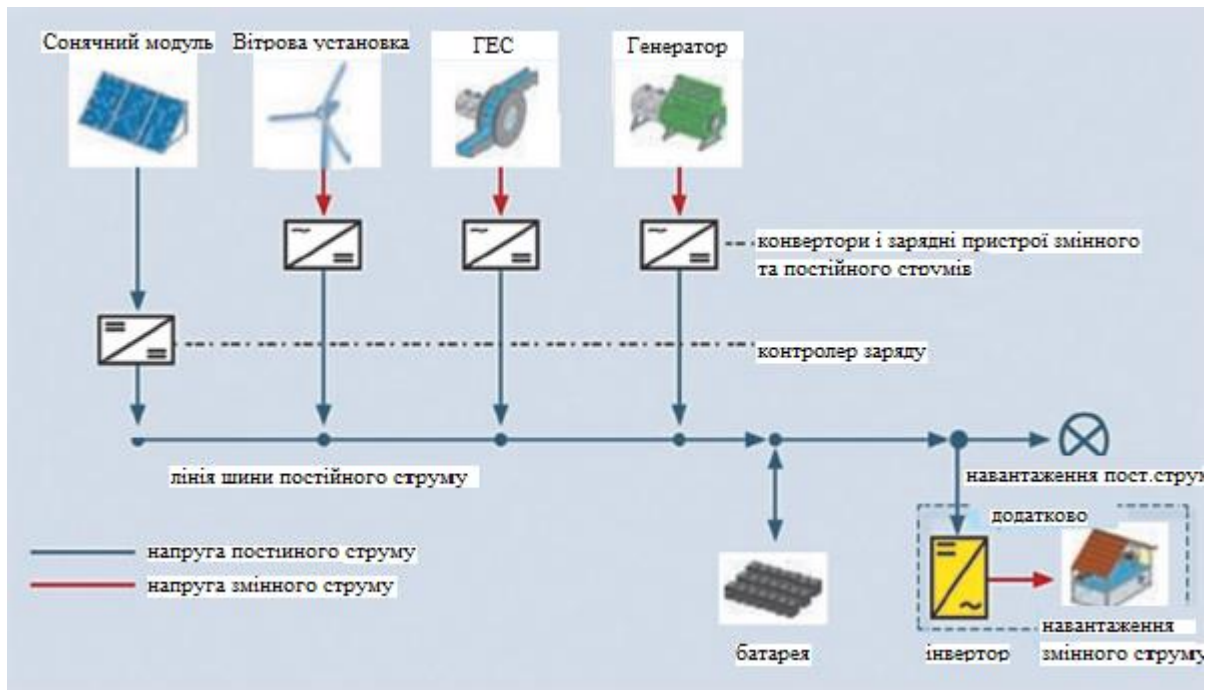 Сонячний модуль
Вітрова установка
ГЕС
Генератор
конвертори і зарядні пристрої змінного
та постійного струмів
контролер заряду
лінія шини постійного струму
навантаження пост.струм
додатково
напруга постійного струму
напруга змінного струму
батарея
інвертор
навантаження
змінного струму